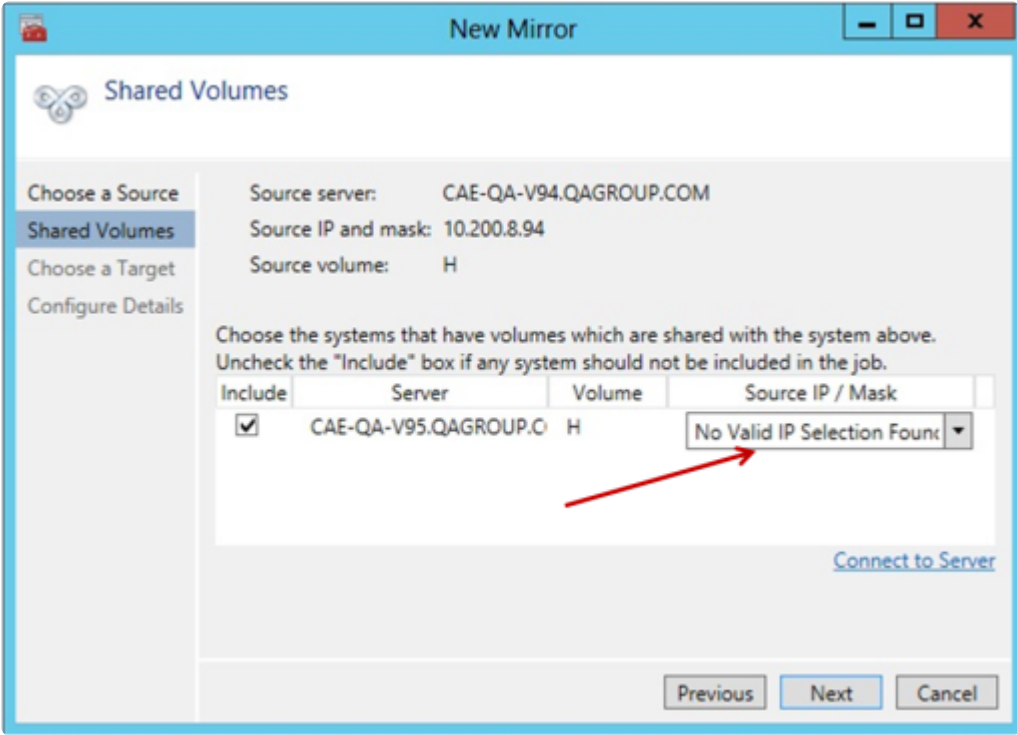 New Mirror
Shared Volumes
Choose a Source
Shared Volumes
Choose a Target
Configure Details
Source server: CAE-QA-V94.QAGROUP.COM
Source IP and mask: 10.200.8.94
Source volume: H
Choose the systems that have volumes which are shared with the system above.
Uncheck the "Include" box if any system should not be included in the job.
Include Server Volume Source IP / Mask
CAE-QA-V95.QAGROUP.C H No Valid IP Selection Found
Connect to Server
Previous Next Cancel